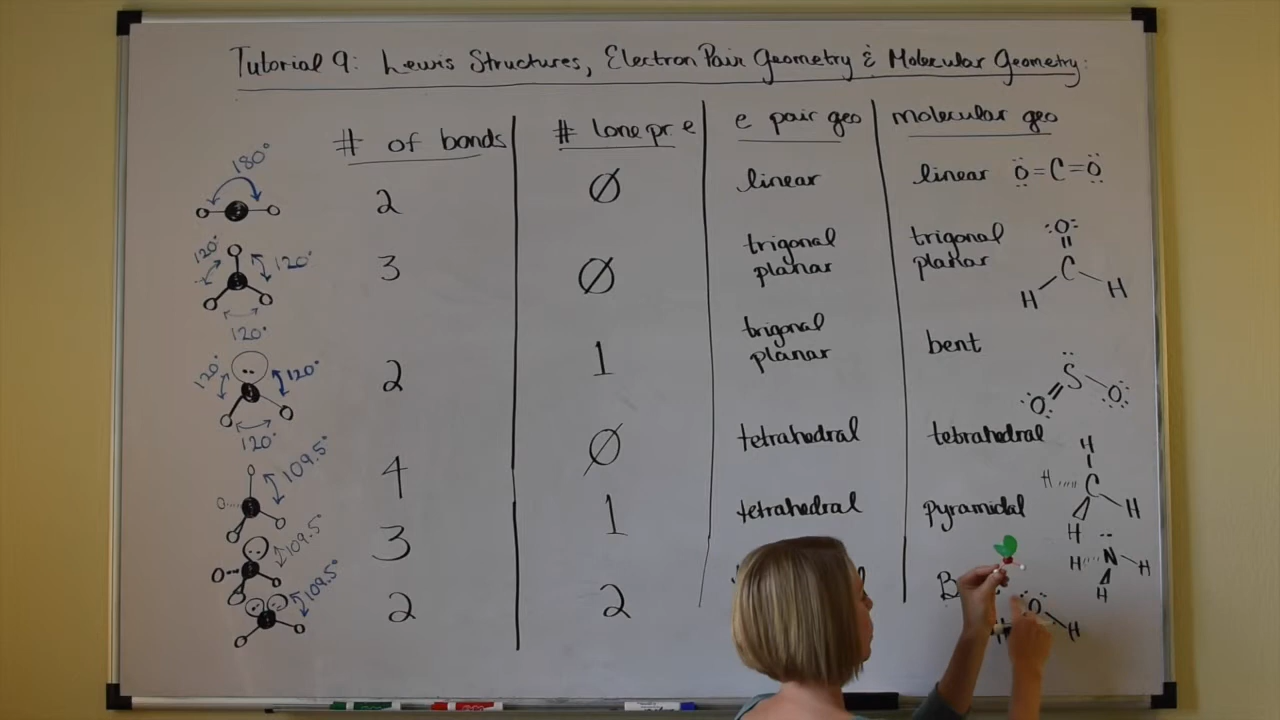 Tutorial 9: Lewis Structures, Electron Pair Geometry & Molecular Geometry:
# of bonds
# lone pr e
e pair geo
molecular geo
180°
2
Ø
linear
linear
O=C=O
120°
120°
120°
3
Ø
trigonal
planar
trigonal
planar
O
C
H
H
120°
120°
120°
2
1
trigonal
planar
bent
S
O
O
109.5°
4
Ø
tetrahedral
tebrahedral
H
H
C
H
H
109.5°
3
1
tetrahedral
pyramidal
H
N
H
H
109.5°
2
2
B
O
H
H